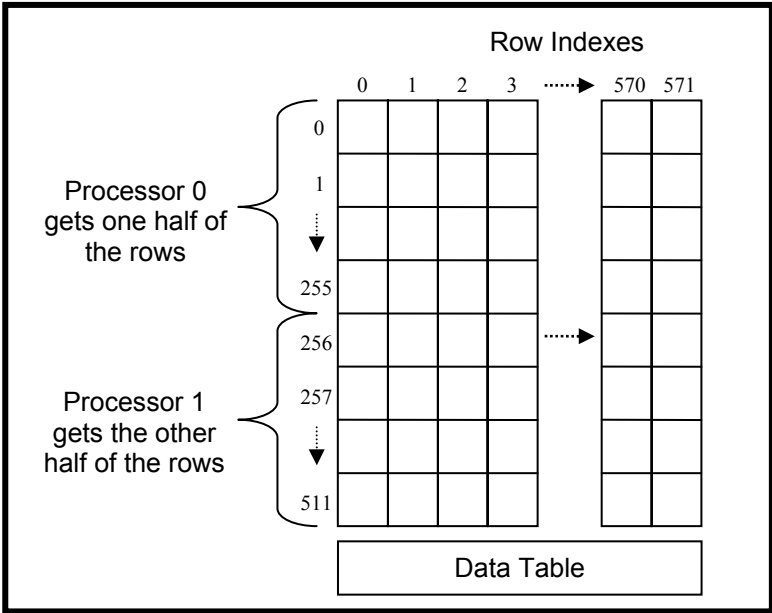 Row Indexes
0 1 2 3 570 571
0
1
255
256
257
511
Processor 0
gets one half of
the rows
Processor 1
gets the other
half of the rows
Data Table